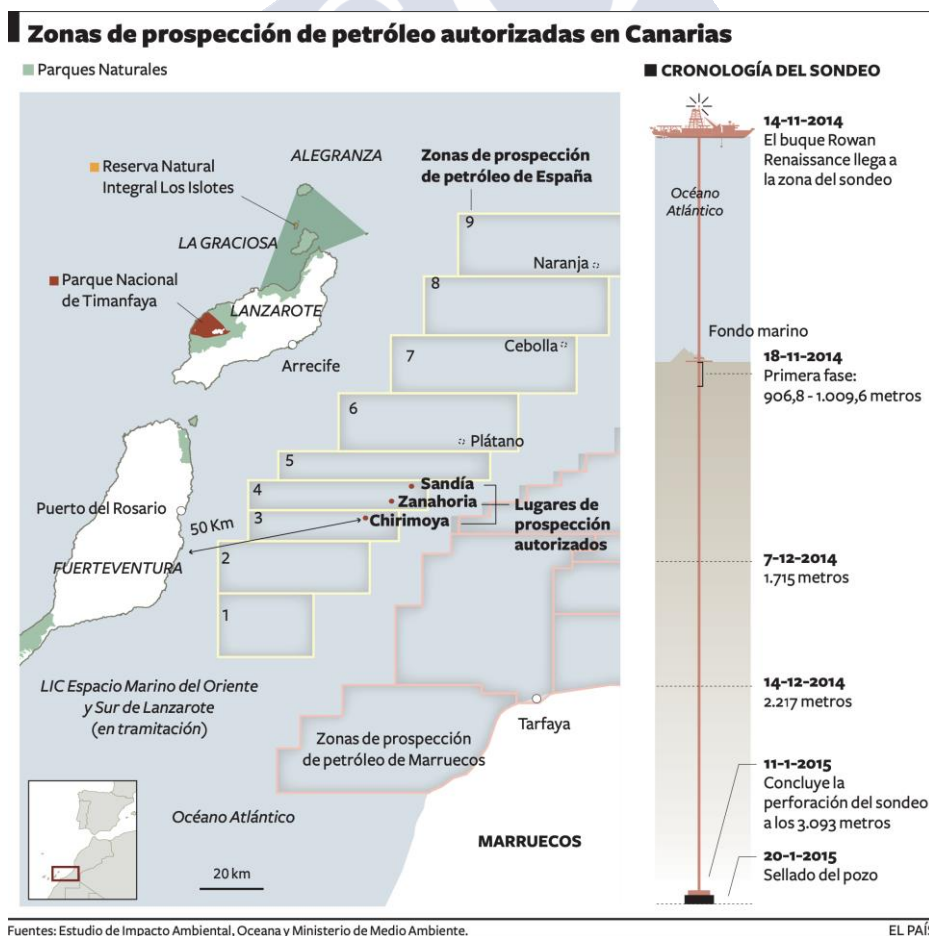 Zonas de prospección de petróleo autorizadas en Canarias
Parques Naturales
Reserva Natural
Integral Los Islotes
ALEGRANZA
Zonas de prospección
de petróleo de España
9
LA GRACIOSA
Naranja
Parque Nacional
de Timanfaya
LANZAROTE
8
Arrecife
7
Cebolla
6
Plátano
5
Sandía
4
Zanahoria
Puerto del Rosario
50 Km
3
Chirimoya
Lugares de
prospección
autorizados
FUERTEVENTURA
2
1
LIC Espacio Marino del Oriente
y Sur de Lanzarote
(en tramitación)
Tarfaya
Zonas de prospección
de petróleo de Marruecos
Océano Atlántico
MARRUECOS
20 km
CRONOLOGÍA DEL SONDEO
14-11-2014
El buque Rowan
Renaissance llega a
la zona del sondeo
Océano
Atlántico
Fondo marino
18-11-2014
Primera fase:
906,8 - 1.009,6 metros
7-12-2014
1.715 metros
14-12-2014
2.217 metros
11-1-2015
Concluye la
perforación del sondeo
a los 3.093 metros
20-1-2015
Sellado del pozo
Fuentes: Estudio de Impacto Ambiental, Oceana y Ministerio de Medio Ambiente.
EL PAÍS